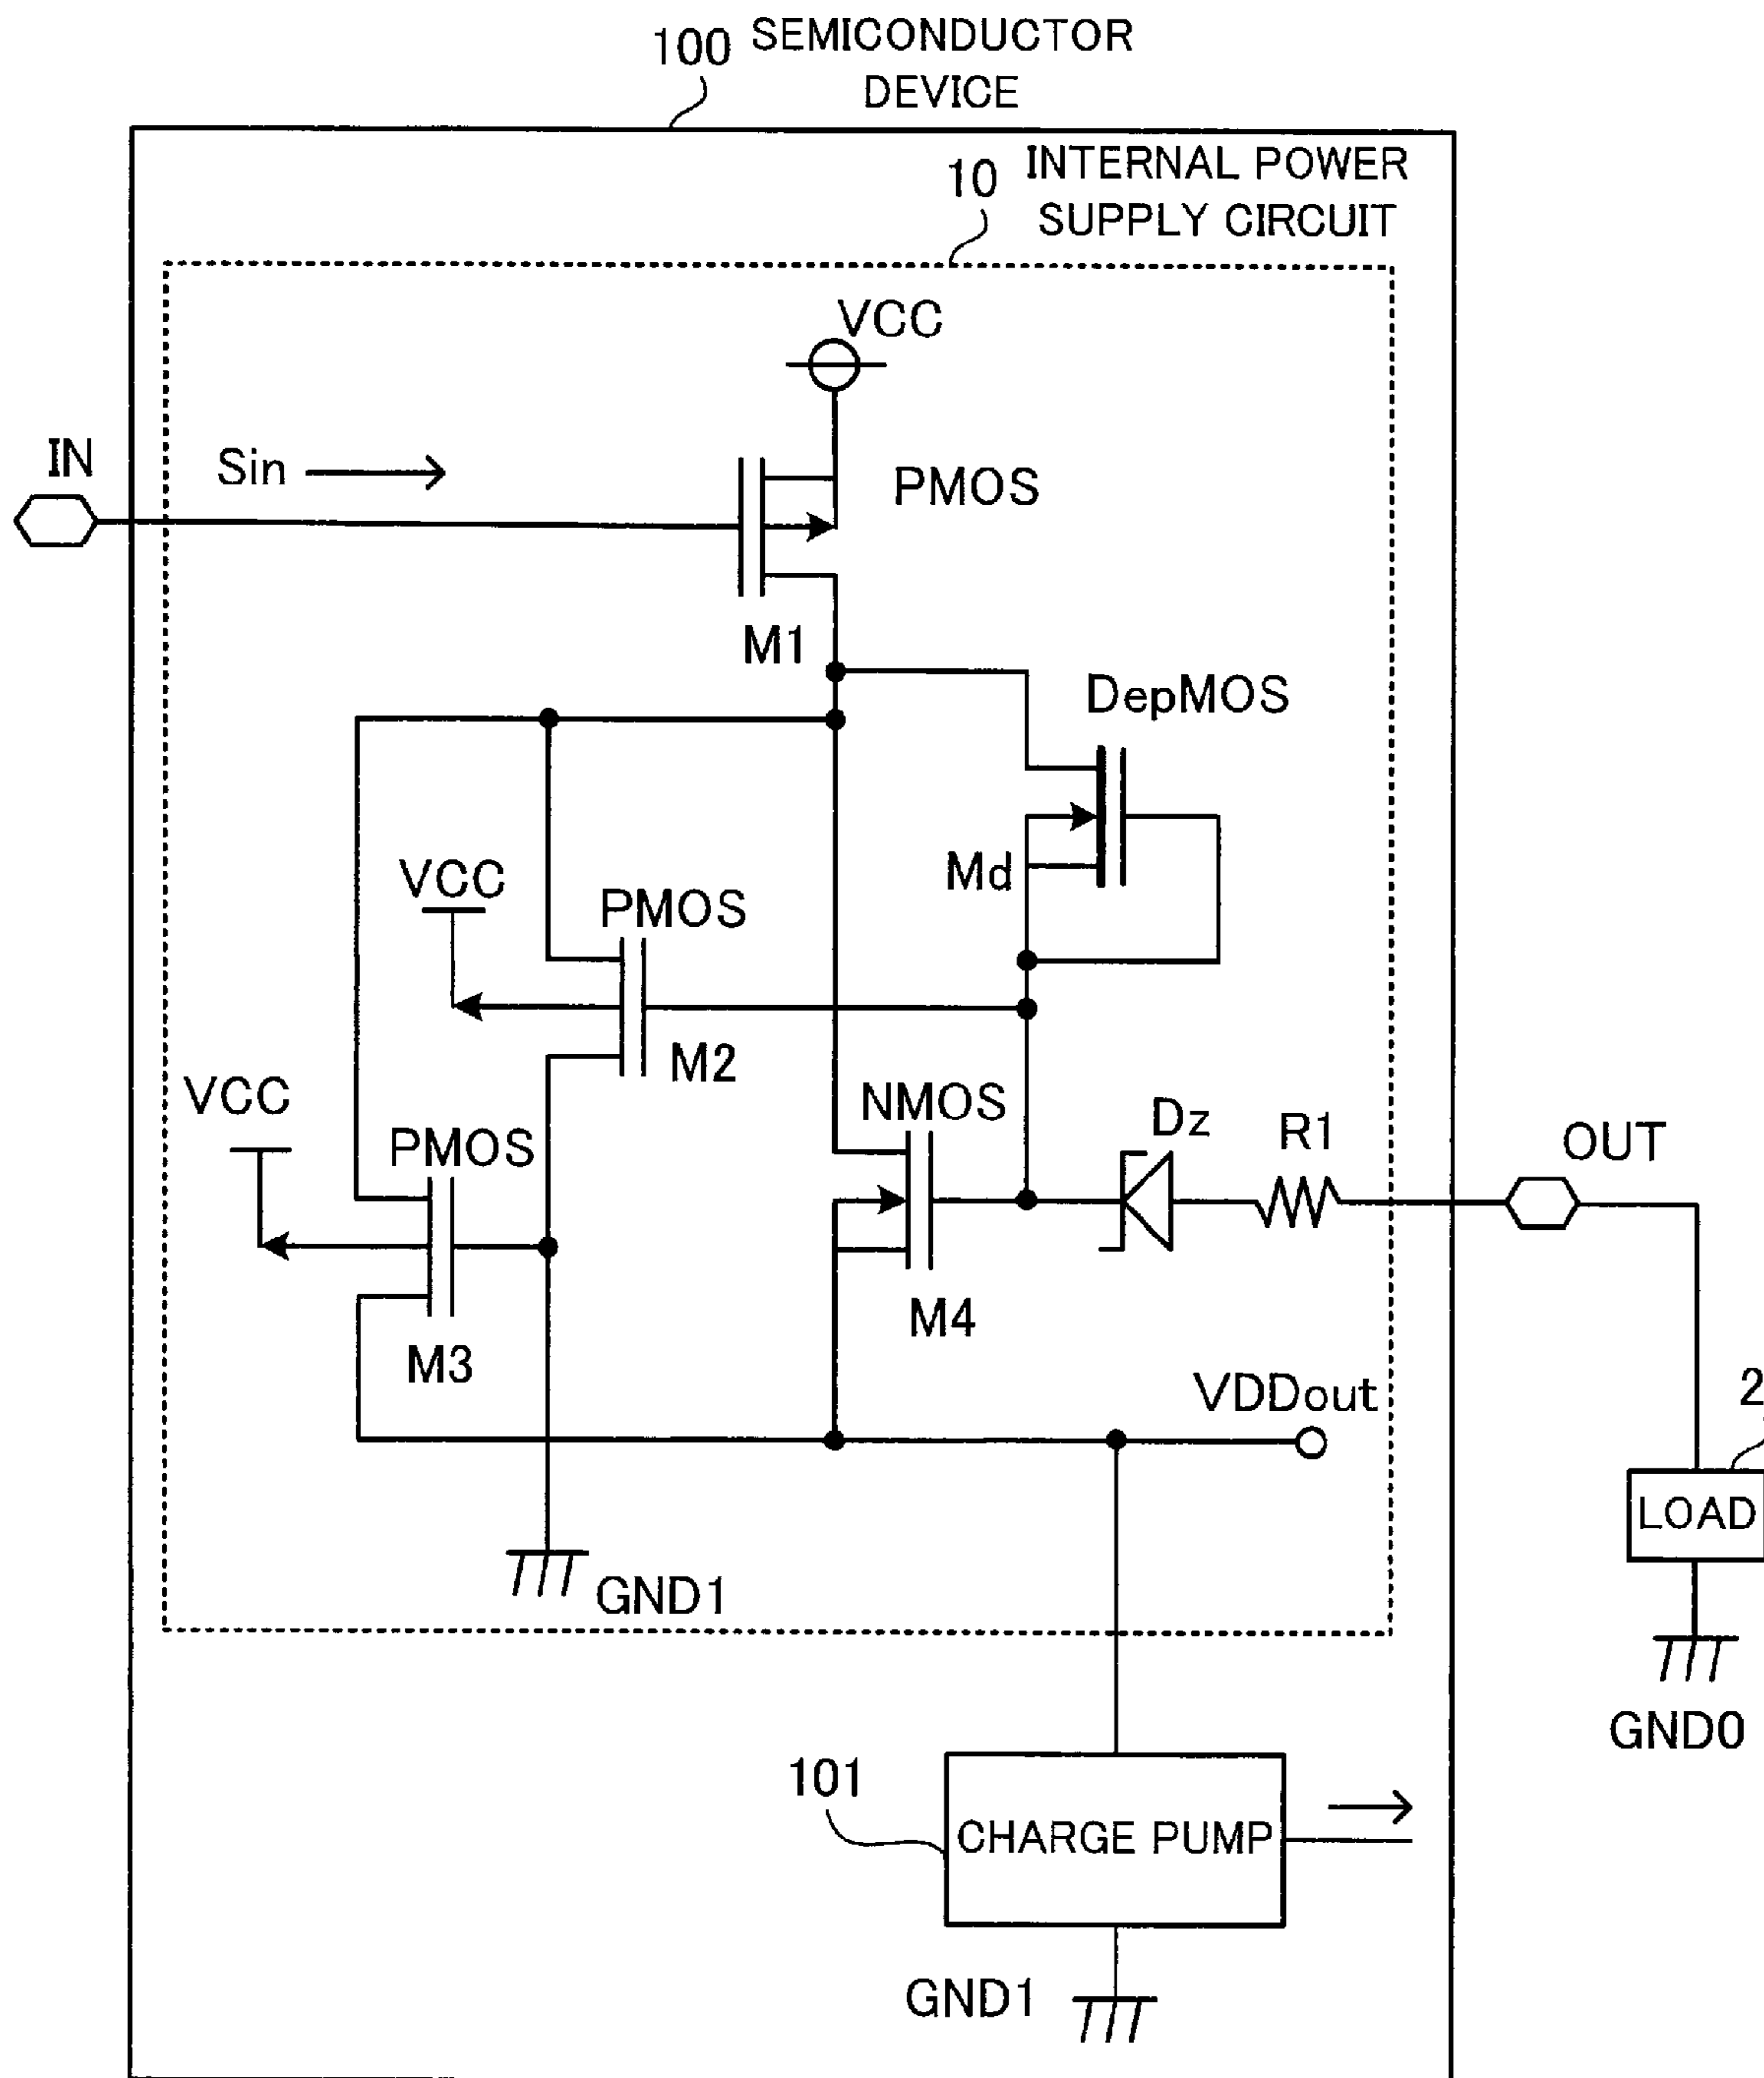 100 SEMICONDUCTOR
DEVICE
10 INTERNAL POWER
SUPPLY CIRCUIT
VCC
IN
Sin
PMOS
M1
DepMOS
Md
VCC
PMOS
M2
VCC
PMOS
M3
NMOS
M4
Dz
R1
OUT
VDDout
2
LOAD
GND1
GND0
101
CHARGE PUMP
GND1